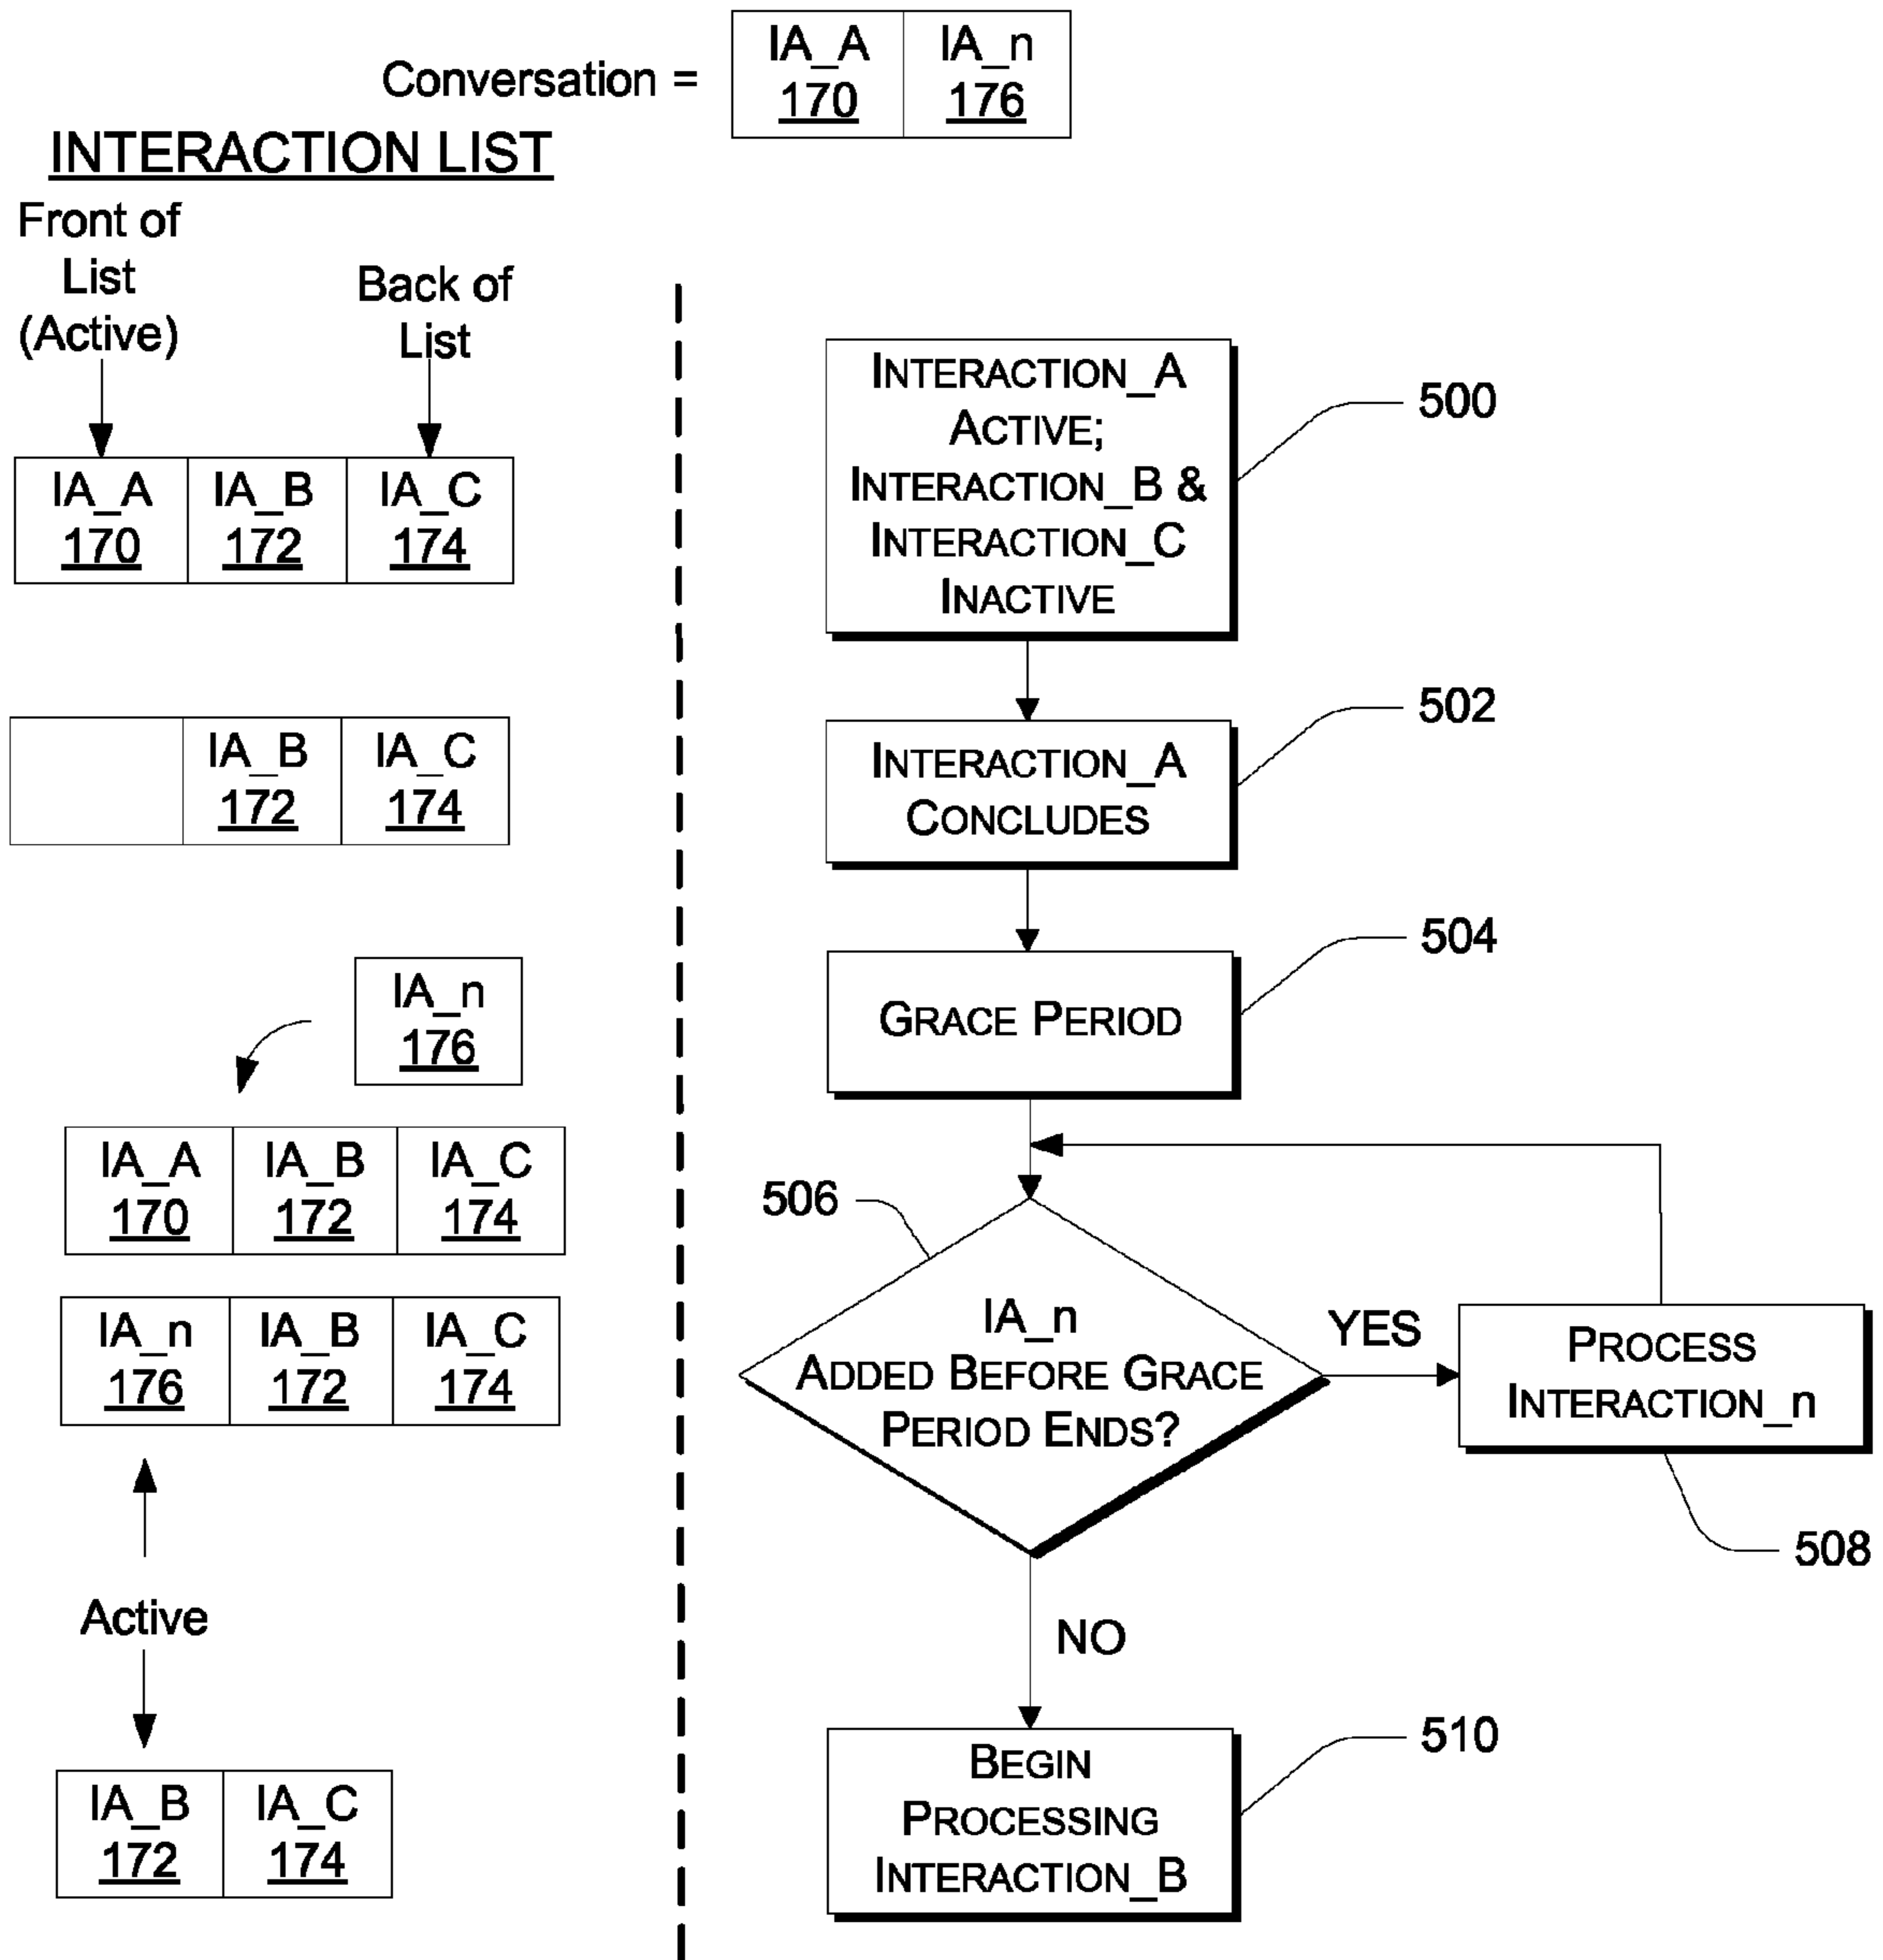 Conversation =
IA_A
170
IA_n
176
INTERACTION LIST
Front of
List
(Active)
Back of
List
IA_A
170
IA_B
172
IA_C
174
IA_B
172
IA_C
174
IA_n
176
IA_A
170
IA_B
172
IA_C
174
IA_n
176
IA_B
172
IA_C
174
Active
IA_B
172
IA_C
174
INTERACTION_A
ACTIVE;
INTERACTION_B &
INTERACTION_C
INACTIVE
500
INTERACTION_A
CONCLUDES
502
GRACE PERIOD
504
506
IA_n
ADDED BEFORE GRACE
PERIOD ENDS?
YES
PROCESS
INTERACTION_n
508
NO
BEGIN
PROCESSING
INTERACTION_B
510